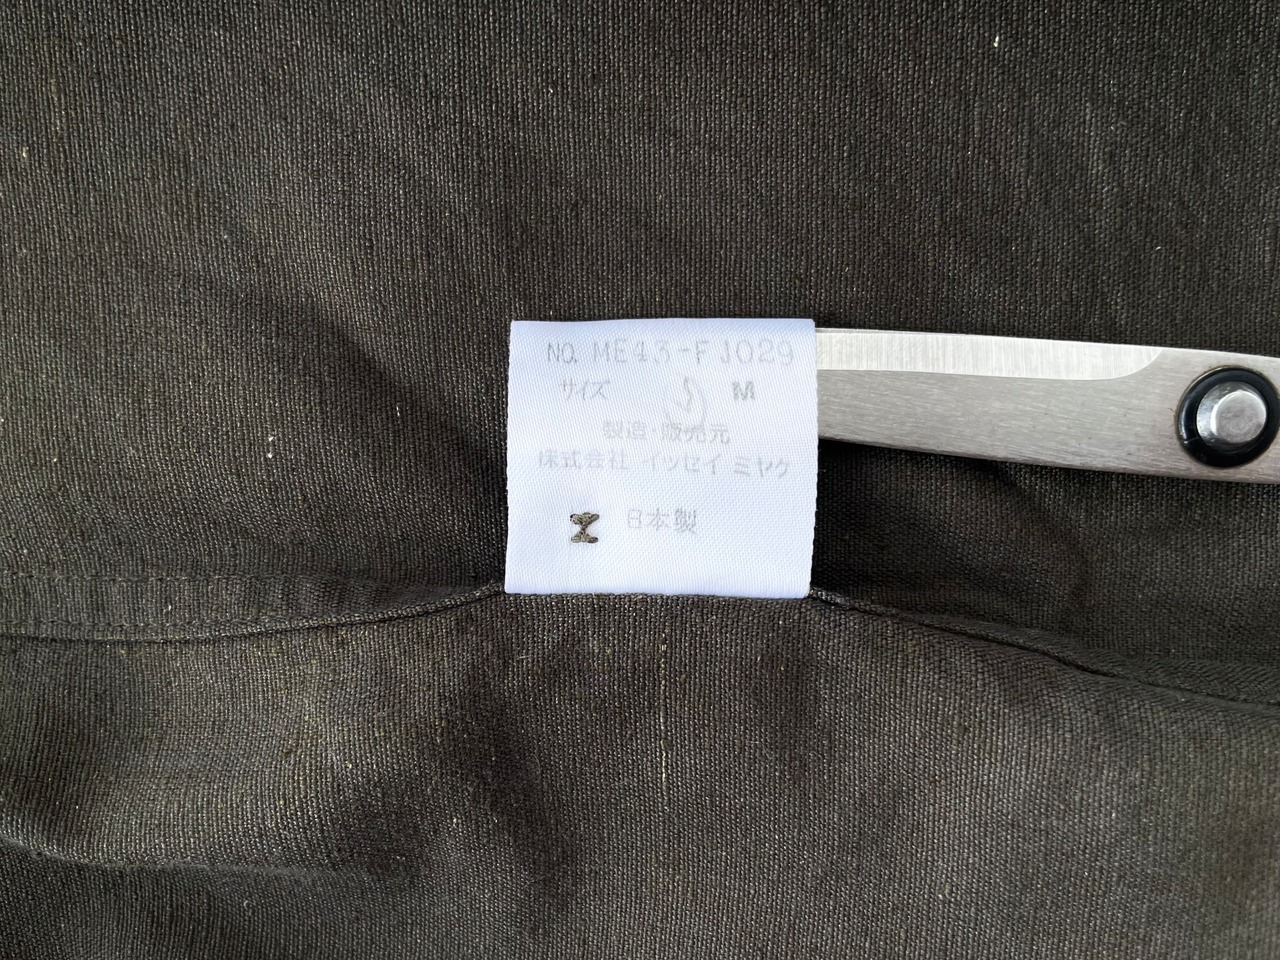 NO. ME43-FJ029
サイズ M
製造・販売元
株式会社 イッセイ ミヤケ
日本製